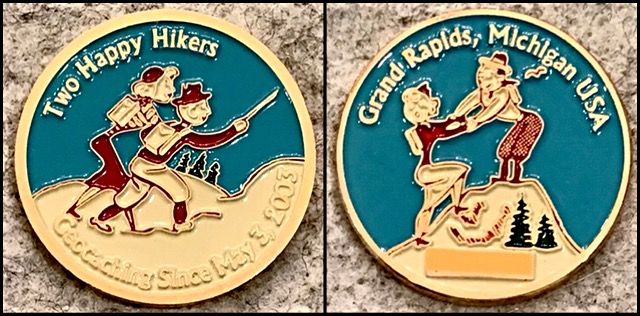 Two Happy Hikers
Geocaching Since May 3, 2003
Grand Rapids, Michigan USA